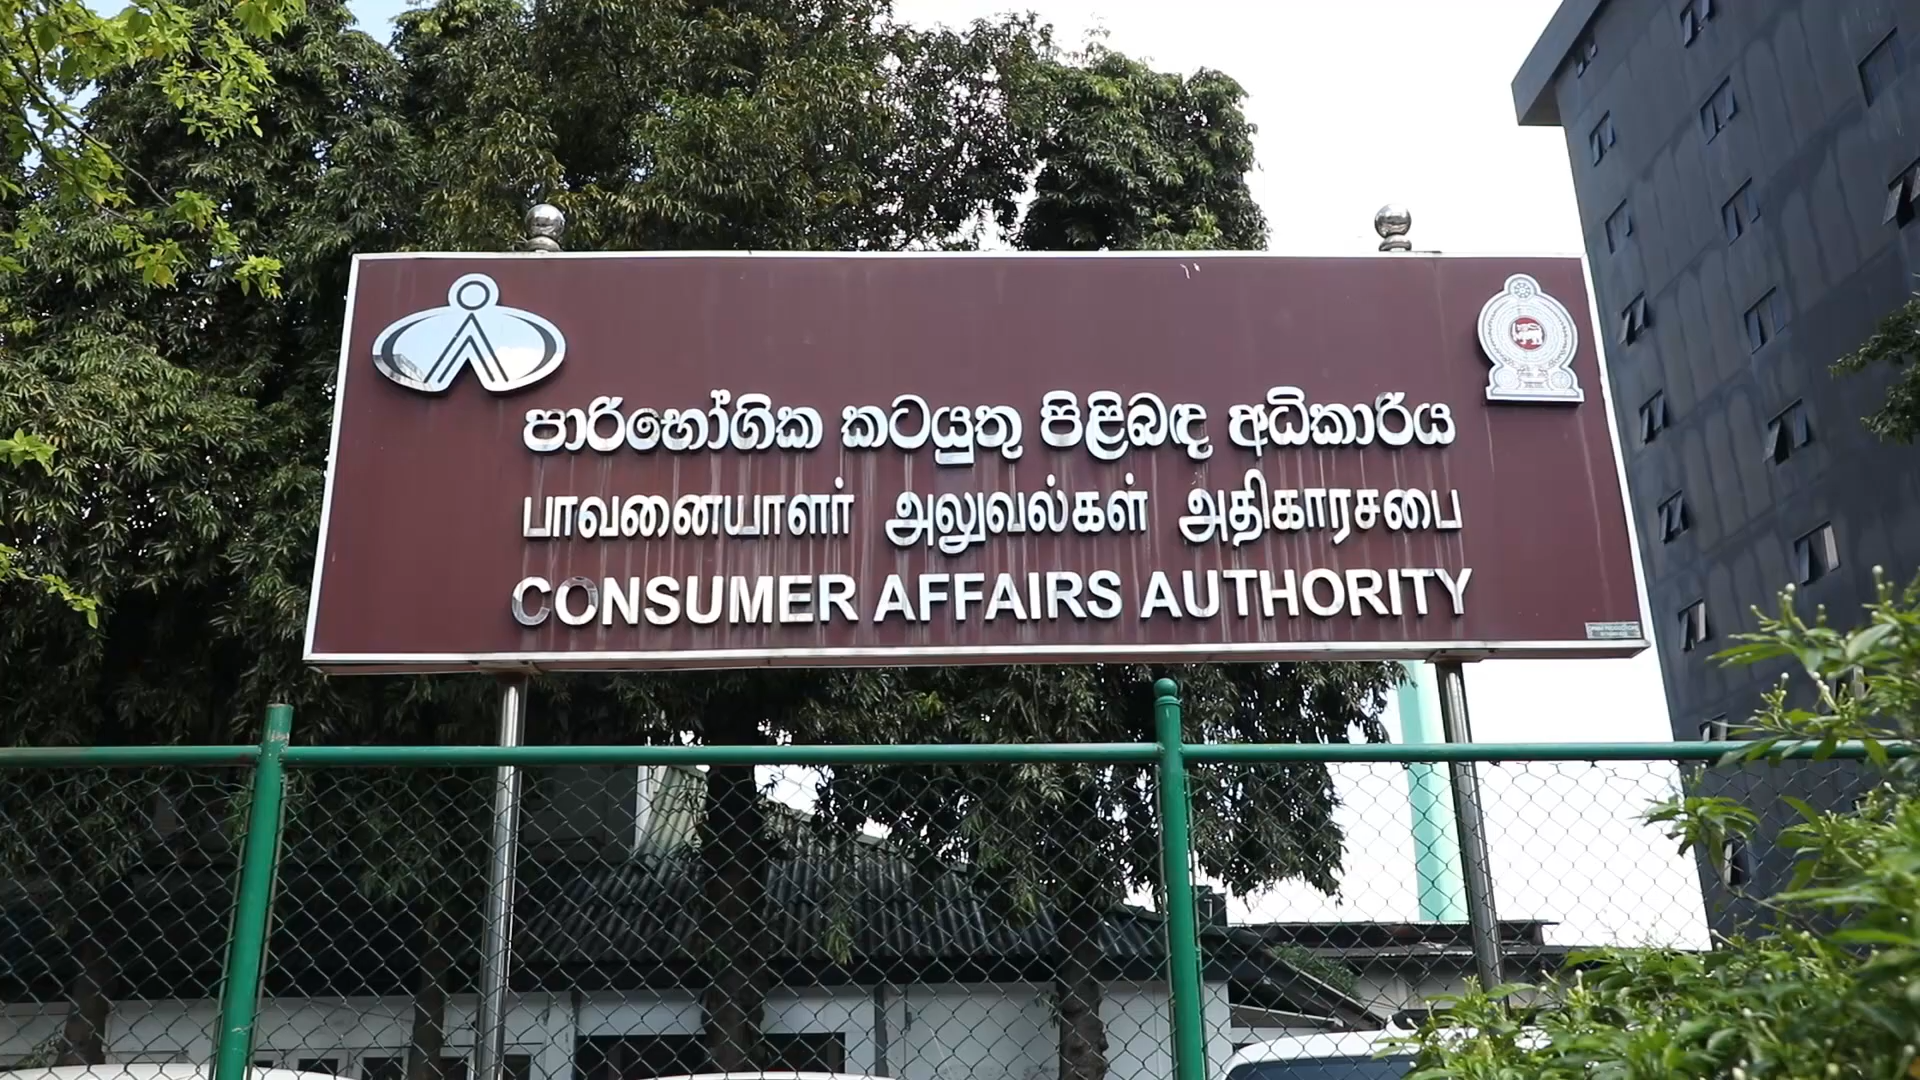 පාරිභෝගික කටයුතු පිළිබඳ අධිකාරිය
பாவனையாளர் அலுவல்கள் அதிகாரசபை
CONSUMER AFFAIRS AUTHORITY